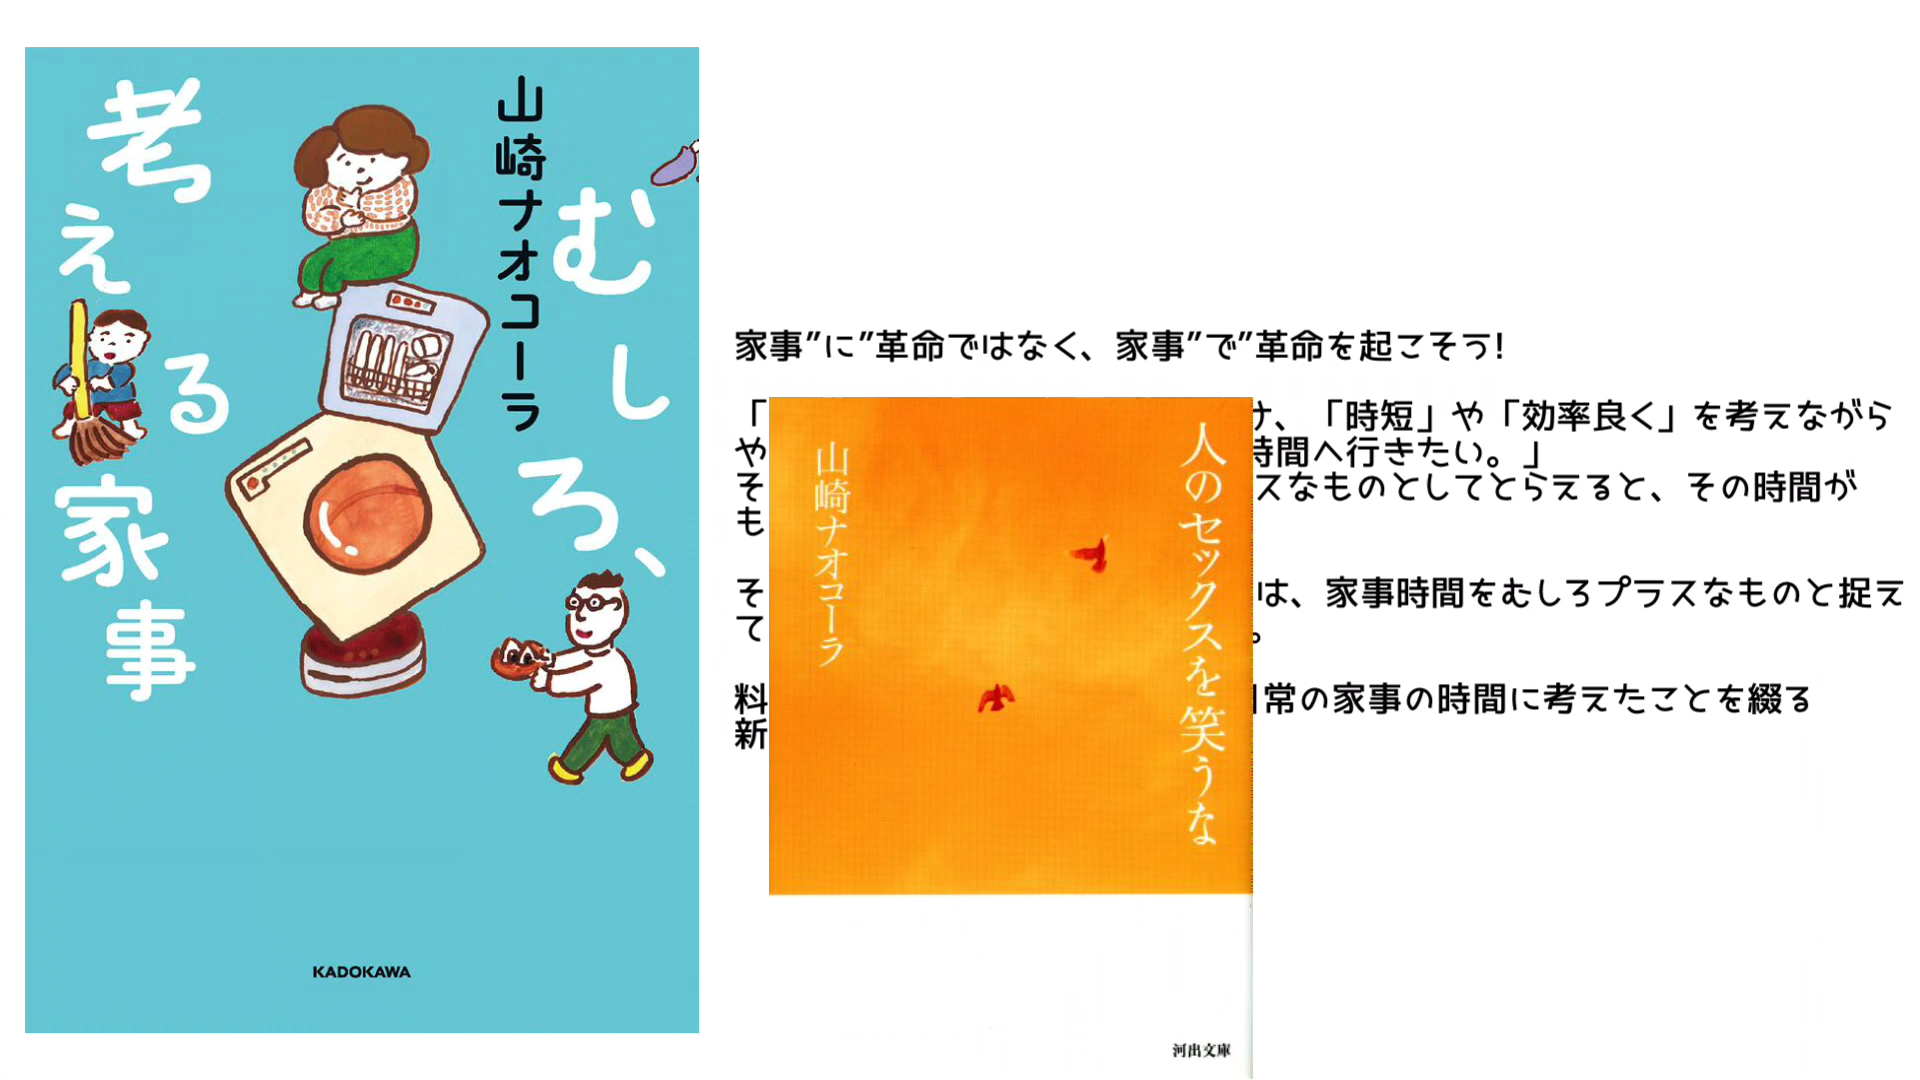 むしろ、
考える家事
山崎ナオコーラ
KADOKAWA
家事”に”革命ではなく、家事”で”革命を起こそう!
「
け、「時短」や「効率良く」を考えながら
や
時間へ行きたい。」
そ
スなものとしてとらえると、その時間が
も
そ
は、家事時間をむしろプラスなものと捉え
て
。
料
日常の家事の時間に考えたことを綴る
新
人のセックスを笑うな
山崎ナオコーラ
河出文庫